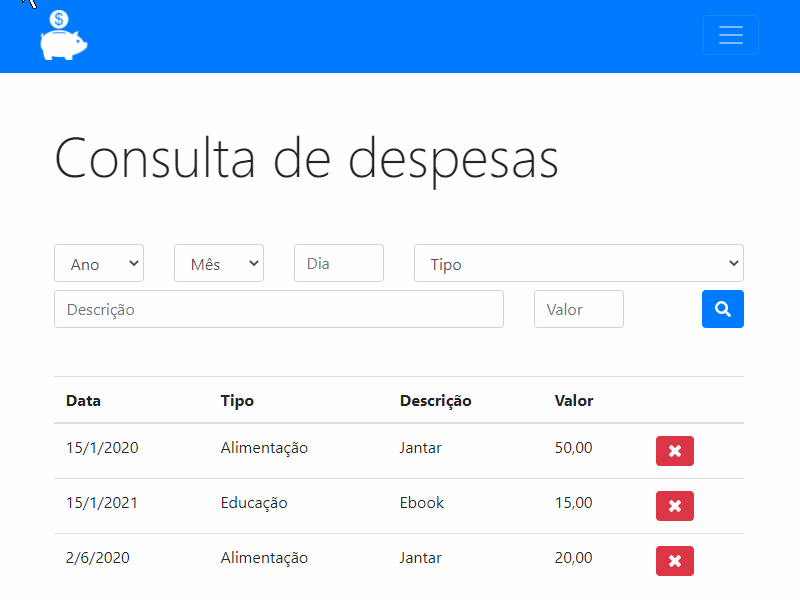 $
Consulta de despesas
Ano Mês Dia Tipo
Descrição Valor
Data Tipo Descrição Valor
15/1/2020 Alimentação Jantar 50,00
15/1/2021 Educação Ebook 15,00
2/6/2020 Alimentação Jantar 20,00